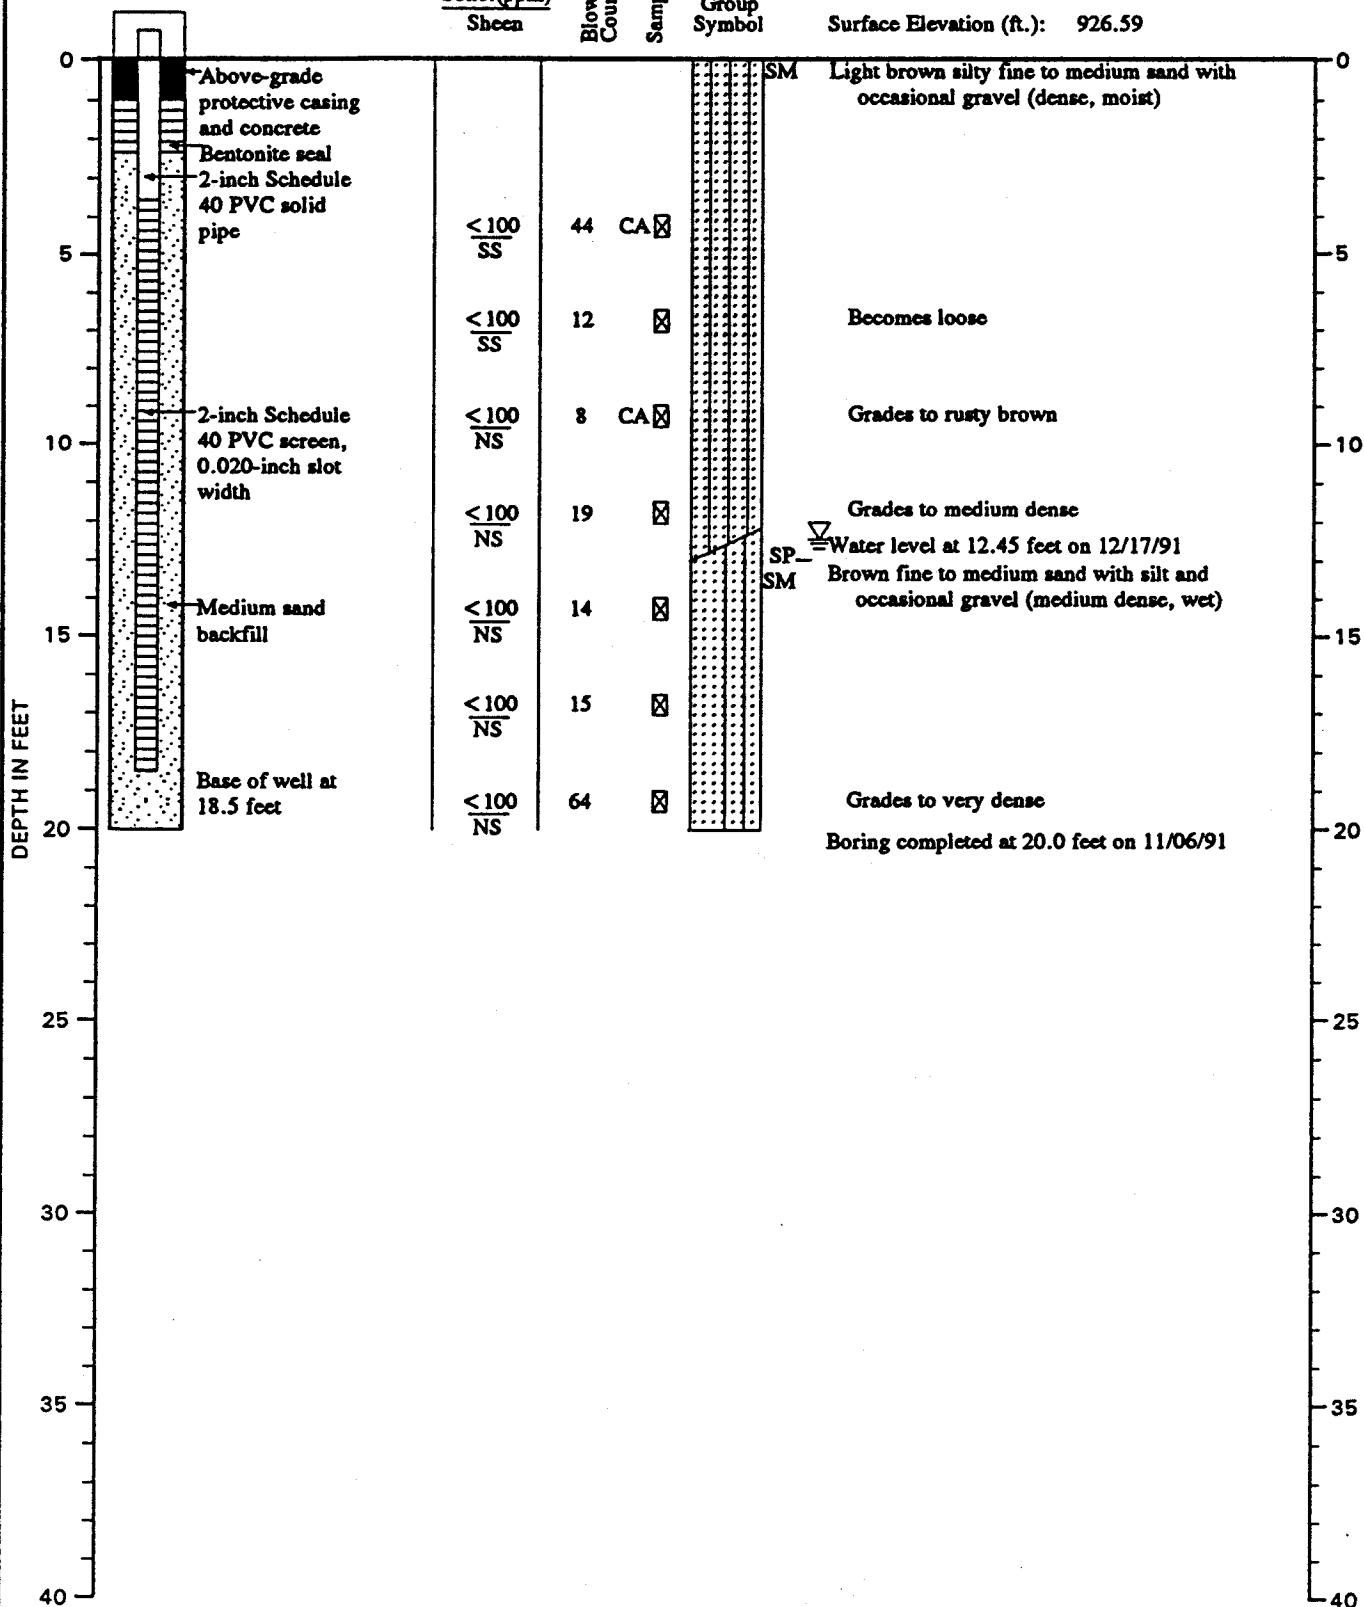 Sheen
Blow
Group
Symbol
Surface Elevation (ft.): 926.59
0
Above-grade
protective casing
and concrete
Bentonite seal
2-inch Schedule
40 PVC solid
pipe
SM
Light brown silty fine to medium sand with
occasional gravel (dense, moist)
0
<100
SS
44
CA
5
5
<100
SS
12
Becomes loose
2-inch Schedule
40 PVC screen,
0.020-inch slot
width
<100
NS
8
CA
Grades to rusty brown
10
10
<100
NS
19
Grades to medium dense
Water level at 12.45 feet on 12/17/91
SP-
SM
Brown fine to medium sand with silt and
occasional gravel (medium dense, wet)
Medium sand
backfill
<100
NS
14
15
15
<100
NS
15
Base of well at
18.5 feet
<100
NS
64
Grades to very dense
20
20
Boring completed at 20.0 feet on 11/06/91
DEPTH IN FEET
25
25
30
30
35
35
40
40